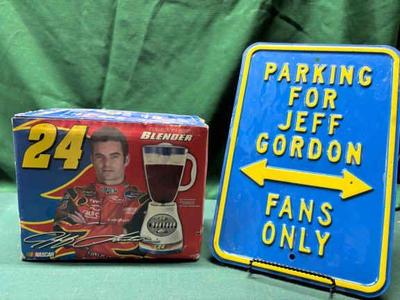 24
BLENDER
NASCAR
PARKING
FOR
JEFF
GORDON
FANS
ONLY